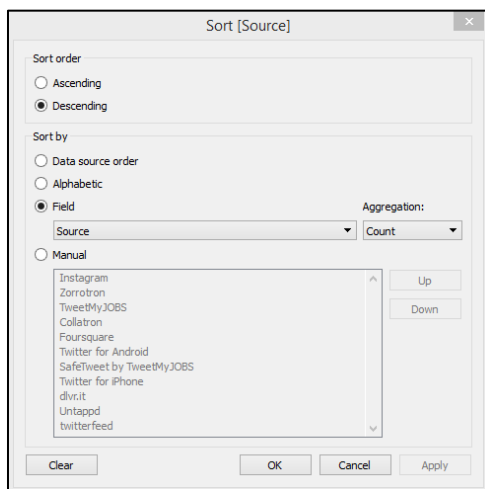 Sort [Source]
Sort order
Ascending
Descending
Sort by
Data source order
Alphabetic
Field
Aggregation:
Source
Count
Manual
Instagram
Zorrotron
TweetMyJOBS
Collatron
Foursquare
Twitter for Android
SafeTweet by TweetMyJOBS
Twitter for iPhone
dlvr.it
Untappd
twitterfeed
Up
Down
Clear
OK
Cancel
Apply